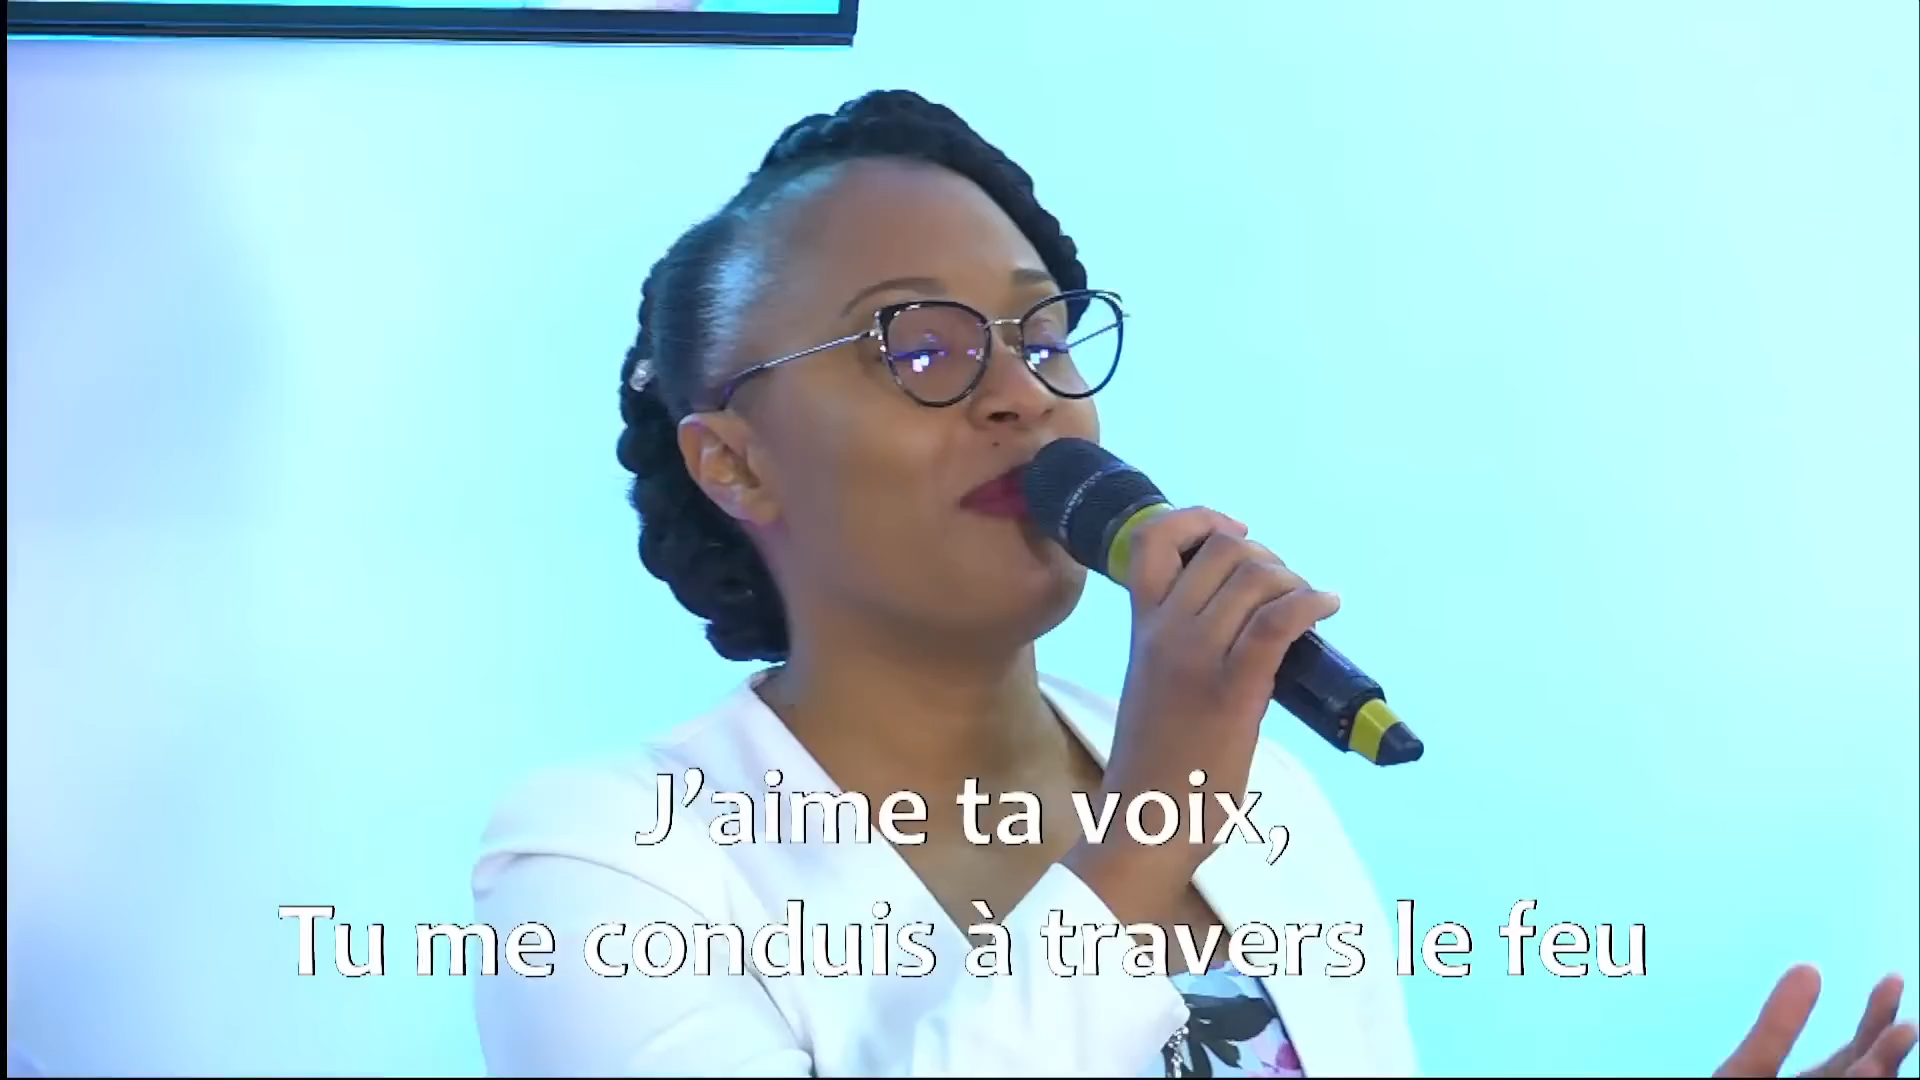 J’aime ta voix,
Tu me conduis à travers le feu